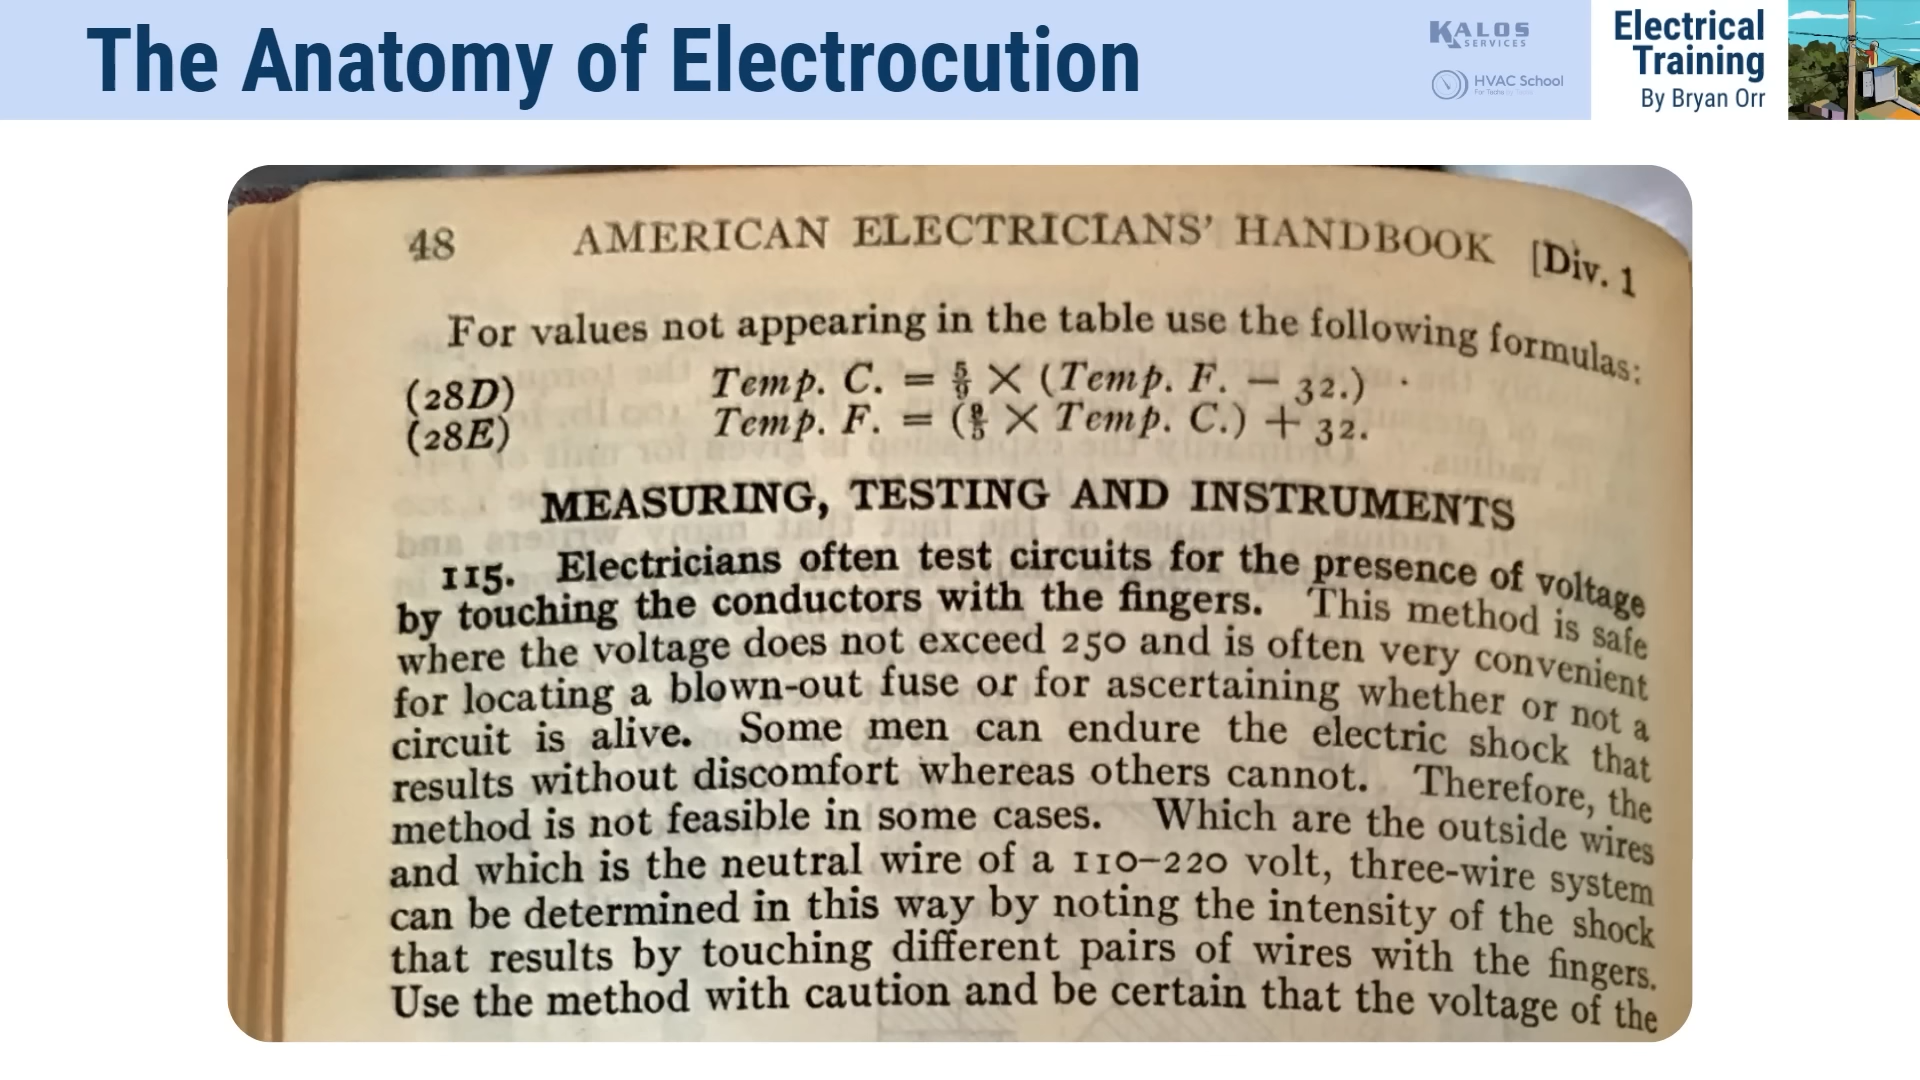 The Anatomy of Electrocution
KALOS
SERVICES
HVAC School
For Techs by Techs
Electrical
Training
By Bryan Orr
48 AMERICAN ELECTRICIANS' HANDBOOK [Div. 1
For values not appearing in the table use the following formulas:
(28D) Temp. C. = 5/9 × (Temp. F. − 32.)
(28E) Temp. F. = (9/5 × Temp. C.) + 32.
MEASURING, TESTING AND INSTRUMENTS
115. Electricians often test circuits for the presence of voltage
by touching the conductors with the fingers. This method is safe
where the voltage does not exceed 250 and is often very convenient
for locating a blown-out fuse or for ascertaining whether or not a
circuit is alive. Some men can endure the electric shock that
results without discomfort whereas others cannot. Therefore, the
method is not feasible in some cases. Which are the outside wires
and which is the neutral wire of a 110–220 volt, three-wire system
can be determined in this way by noting the intensity of the shock
that results by touching different pairs of wires with the fingers.
Use the method with caution and be certain that the voltage of the